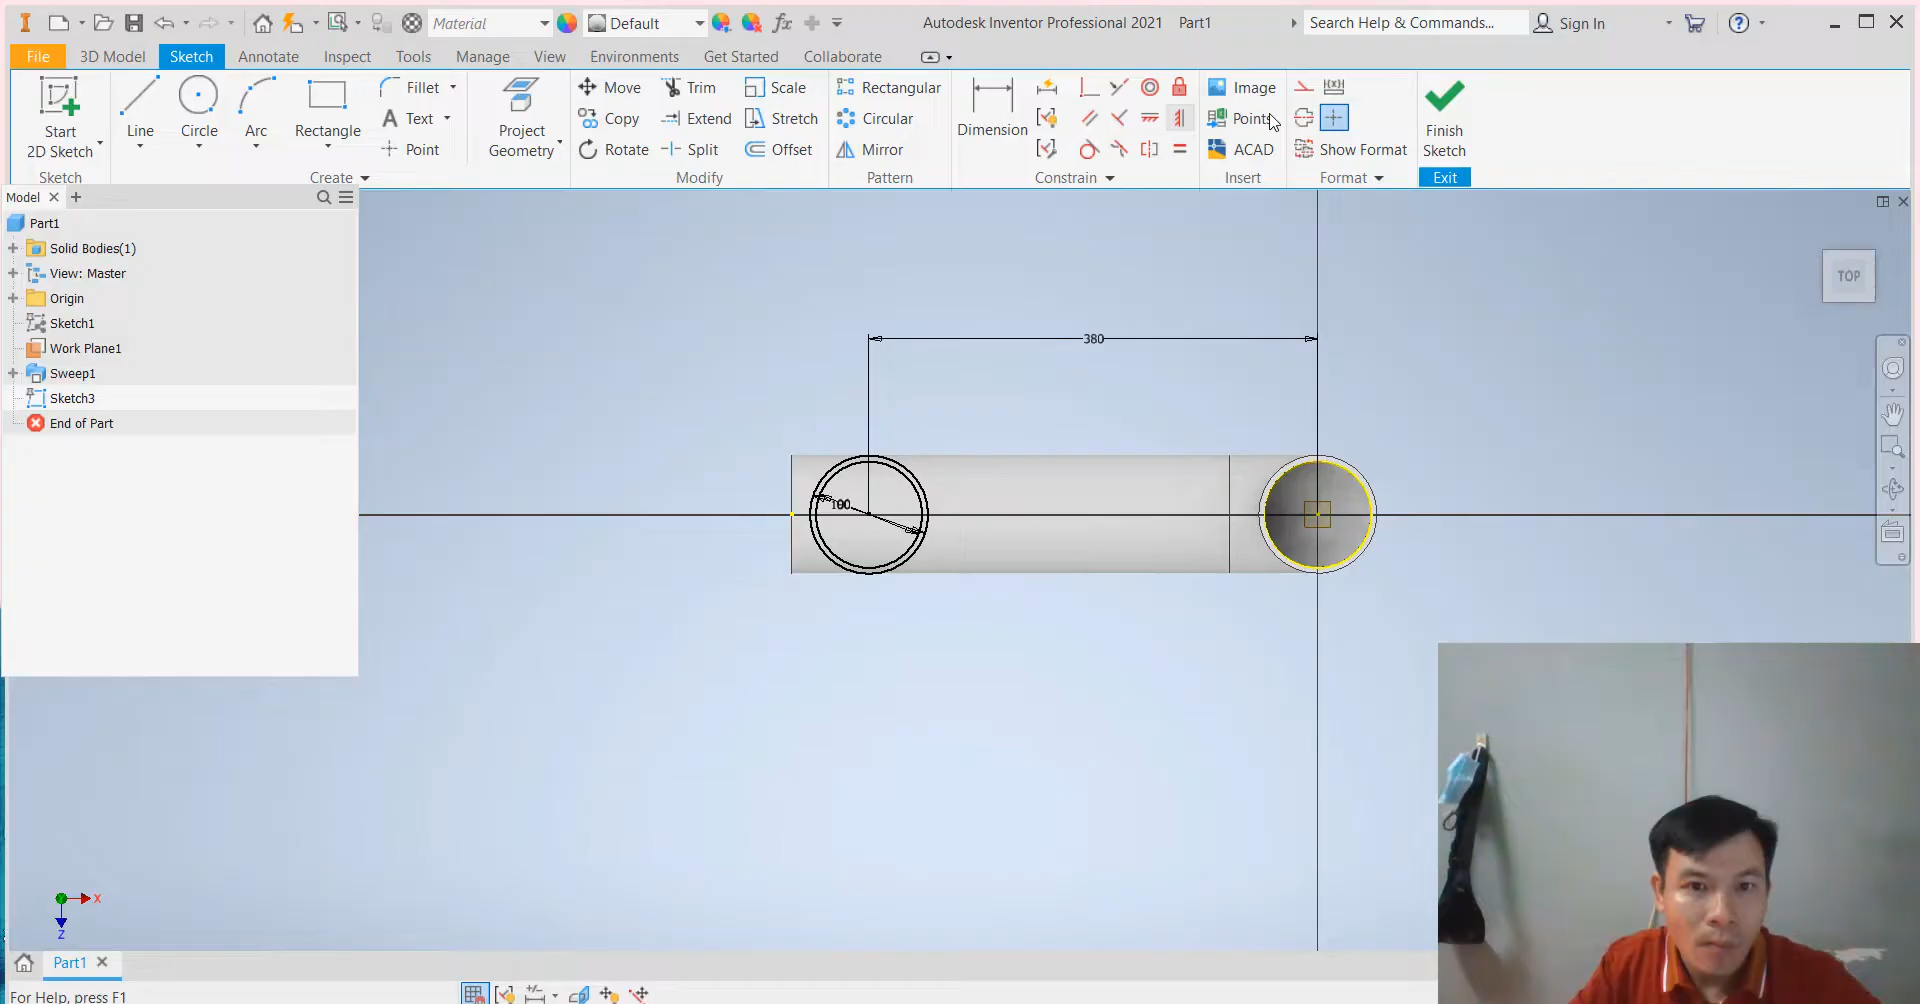 Material
Default
Autodesk Inventor Professional 2021 Part1
Search Help & Commands...
Sign In
File
3D Model
Sketch
Annotate
Inspect
Tools
Manage
View
Environments
Get Started
Collaborate
Start
2D Sketch
Line
Circle
Arc
Rectangle
Fillet
Text
Point
Project
Geometry
Move
Copy
Rotate
Trim
Extend
Split
Scale
Stretch
Offset
Rectangular
Circular
Mirror
Dimension
Image
Points
ACAD
Show Format
Finish
Sketch
Sketch
Create
Modify
Pattern
Constrain
Insert
Format
Exit
Model
Part1
Solid Bodies(1)
View: Master
Origin
Sketch1
Work Plane1
Sweep1
Sketch3
End of Part
TOP
380
100
X
Z
Part1
For Help, press F1